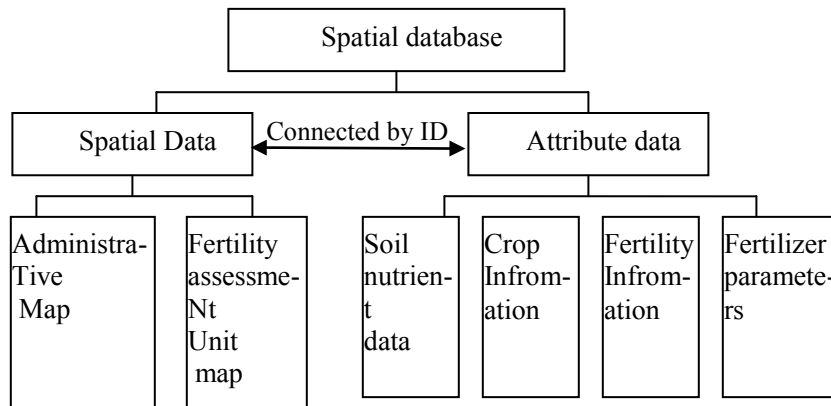 Spatial database
Spatial Data
Connected by ID
Attribute data
Administra-
Tive
Map
Fertility
assessme-
Nt
Unit
map
Soil
nutrien-
t
data
Crop
Infrom-
ation
Fertility
Infrom-
ation
Fertilizer
paramete-
rs